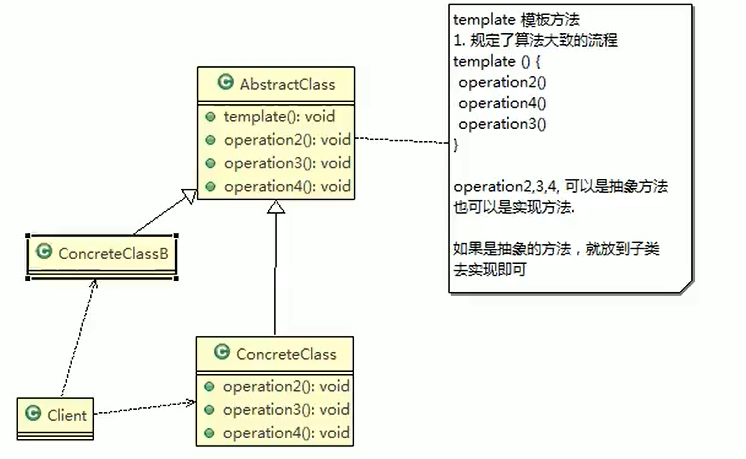 template 模板方法
1. 规定了算法大致的流程
template () {
operation2()
operation4()
operation3()
}
operation2,3,4, 可以是抽象方法
也可以是实现方法.
如果是抽象的方法，就放到子类
去实现即可
C AbstractClass
template(): void
operation2(): void
operation3(): void
operation4(): void
C ConcreteClassB
C ConcreteClass
operation2(): void
operation3(): void
operation4(): void
C Client